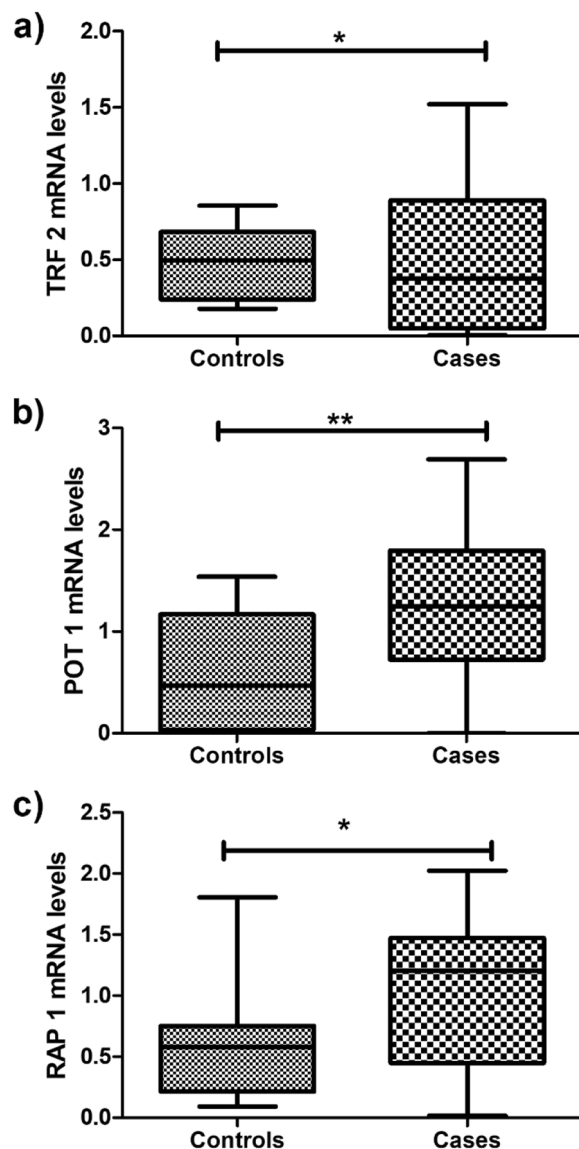 a)
*
TRF 2 mRNA levels
2.0
1.5
1.0
0.5
0.0
Controls Cases
b)
**
POT 1 mRNA levels
3
2
1
0
Controls Cases
c)
*
RAP 1 mRNA levels
2.5
2.0
1.5
1.0
0.5
0.0
Controls Cases